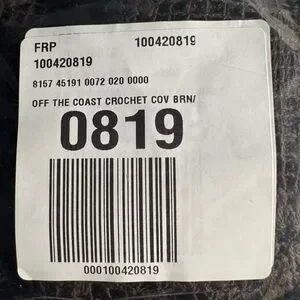 FRP 100420819
100420819
8157 45191 0072 020 0000
OFF THE COAST CROCHET COV BRN/
0819
000100420819